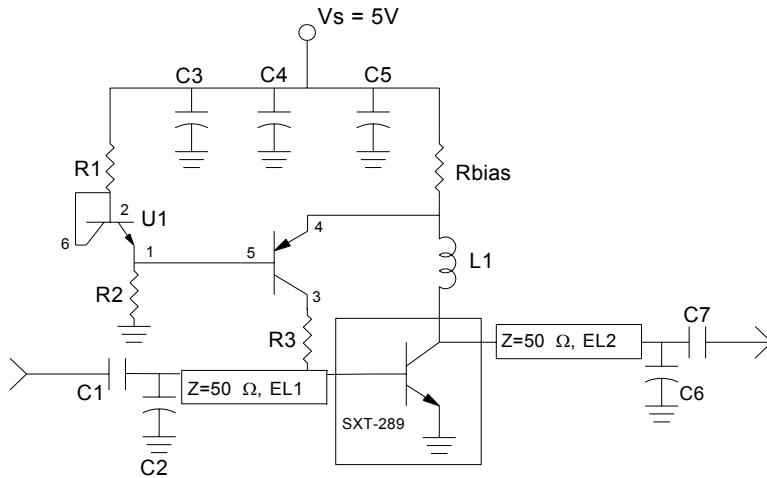 Vs = 5V
C3
C4
C5
R1
Rbias
2
U1
6
1
5
4
L1
R2
3
R3
C7
Z=50 Ω, EL2
C1
Z=50 Ω, EL1
C6
SXT-289
C2